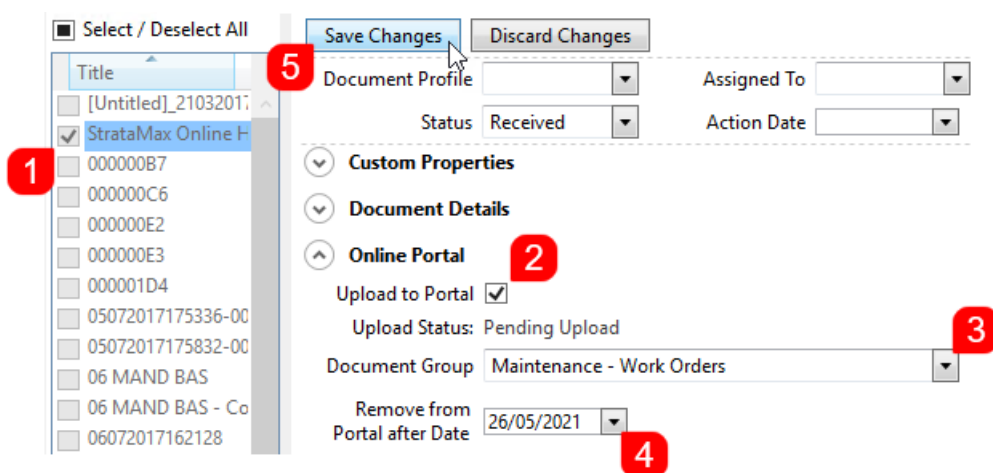 Select / Deselect All
Title
[Untitled]_2103201
StrataMax Online H
000000B7
000000C6
000000E2
000000E3
000001D4
05072017175336-00
05072017175832-00
06 MAND BAS
06 MAND BAS - Co
06072017162128
1
Save Changes Discard Changes
5
Document Profile Assigned To
Status Received Action Date
Custom Properties
Document Details
Online Portal 2
Upload to Portal
Upload Status: Pending Upload
3
Document Group Maintenance - Work Orders
Remove from
Portal after Date 26/05/2021
4